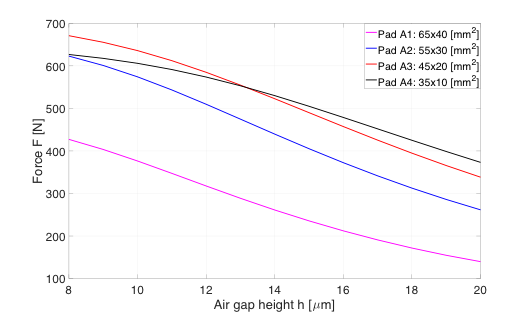 700
600
500
400
300
200
100
8
10
12
14
16
18
20
Force F [N]
Air gap height h [μm]
Pad A1: 65x40 [mm²]
Pad A2: 55x30 [mm²]
Pad A3: 45x20 [mm²]
Pad A4: 35x10 [mm²]